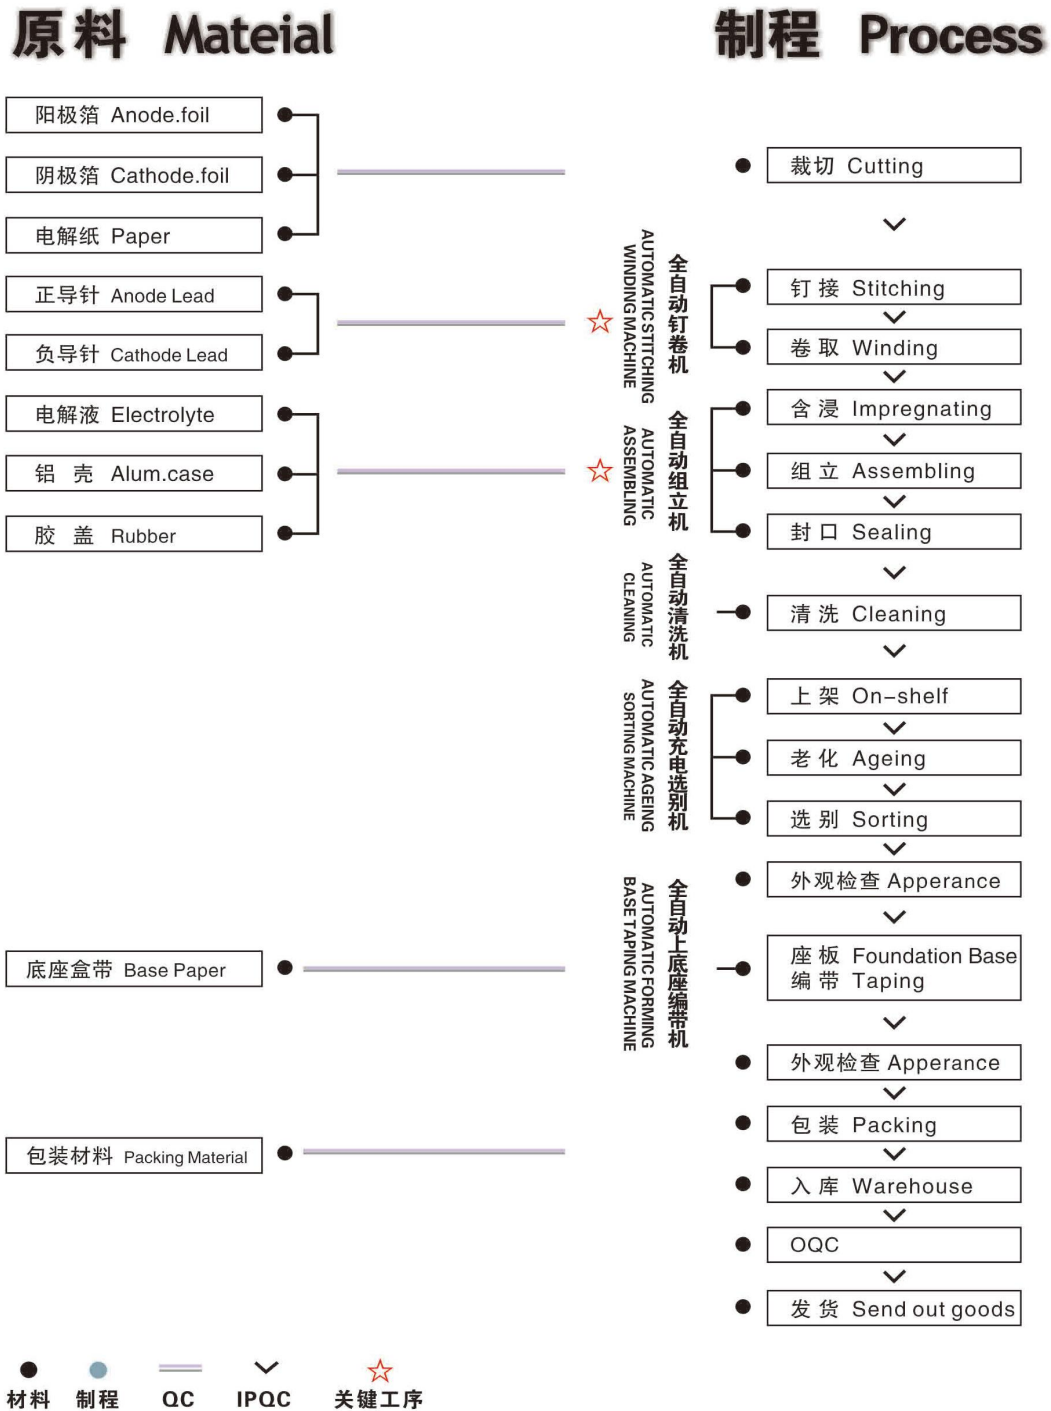 原料 Mateial
制程 Process
阳极箔 Anode.foil
阴极箔 Cathode.foil
电解纸 Paper
正导针 Anode Lead
负导针 Cathode Lead
电解液 Electrolyte
铝 壳 Alum.case
胶 盖 Rubber
底座盒带 Base Paper
包装材料 Packing Material
全自动钉卷机
AUTOMATIC STITCHING
WINDING MACHINE
全自动组立机
AUTOMATIC
ASSEMBLING
全自动清洗机
AUTOMATIC
CLEANING
全自动充电选别机
AUTOMATIC AGEING
SORTING MACHINE
全自动上底座编带机
AUTOMATIC FORMING
BASE TAPING MACHINE
裁切 Cutting
钉 接 Stitching
卷 取 Winding
含 浸 Impregnating
组 立 Assembling
封 口 Sealing
清 洗 Cleaning
上 架 On-shelf
老 化 Ageing
选 别 Sorting
外观检查 Apperance
座 板 Foundation Base
编 带 Taping
外观检查 Apperance
包 装 Packing
入 库 Warehouse
OQC
发 货 Send out goods
材料 制程 QC IPQC 关键工序